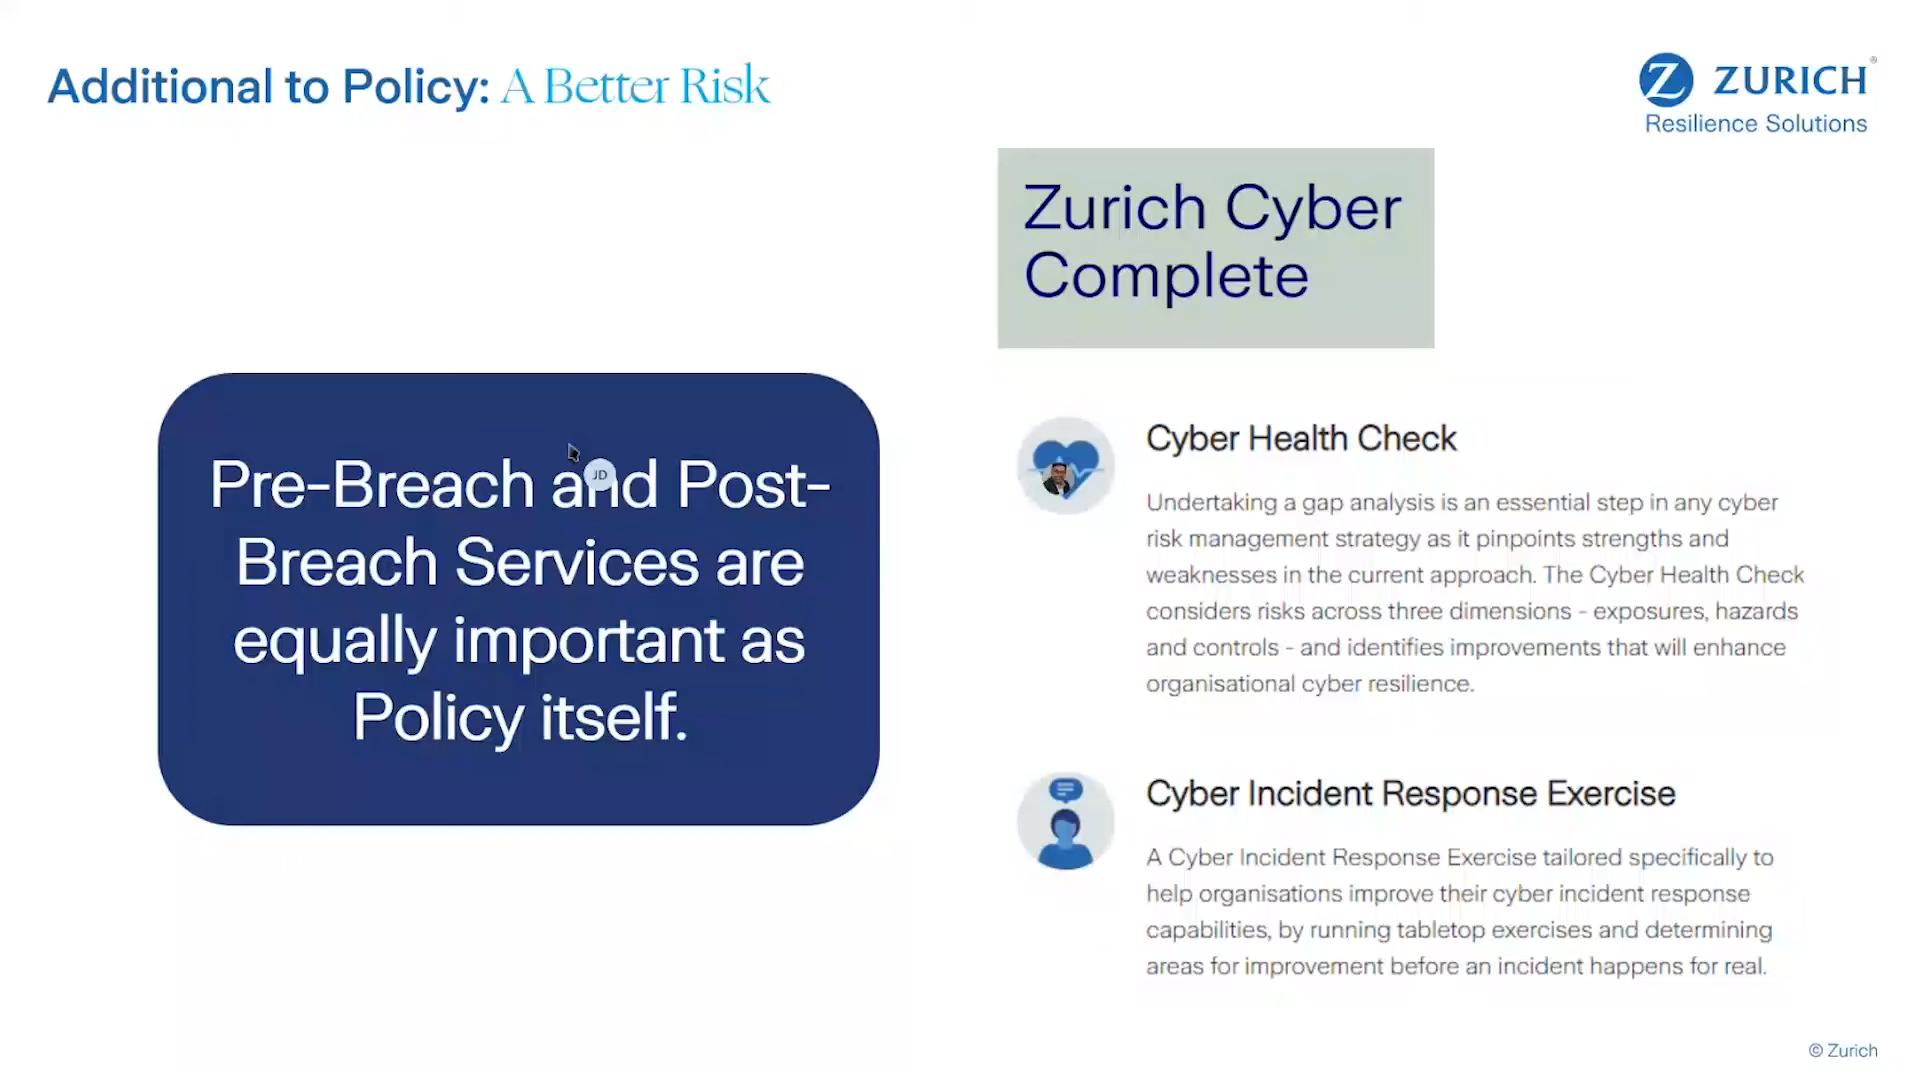 Additional to Policy: A Better Risk
ZURICH®
Resilience Solutions
Zurich Cyber
Complete
Pre-Breach and Post-
Breach Services are
equally important as
Policy itself.
JD
Cyber Health Check
Undertaking a gap analysis is an essential step in any cyber
risk management strategy as it pinpoints strengths and
weaknesses in the current approach. The Cyber Health Check
considers risks across three dimensions - exposures, hazards
and controls - and identifies improvements that will enhance
organisational cyber resilience.
Cyber Incident Response Exercise
A Cyber Incident Response Exercise tailored specifically to
help organisations improve their cyber incident response
capabilities, by running tabletop exercises and determining
areas for improvement before an incident happens for real.
© Zurich